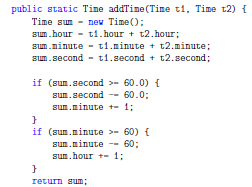 public static Time addTime(Time t1, Time t2) {
    Time sum = new Time();
    sum.hour = t1.hour + t2.hour;
    sum.minute = t1.minute + t2.minute;
    sum.second = t1.second + t2.second;

    if (sum.second >= 60.0) {
        sum.second -= 60.0;
        sum.minute += 1;
    }
    if (sum.minute >= 60) {
        sum.minute -= 60;
        sum.hour += 1;
    }
    return sum;